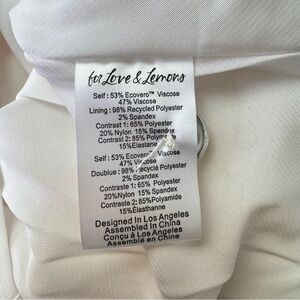 for Love & Lemons
Self : 53% Ecovero™ Viscose
47% Viscose
Lining : 98% Recycled Polyester
2% Spandex
Contrast 1: 65% Polyester
20% Nylon 15% Spandex
Contrast 2: 85% Polyamide
15%Elastane
Self : 53% Ecovero™ Viscose
47% Viscose
Doublue : 98% Recyclé Polyester
2% Spandex
Contraste 1: 65% Polyester
20%Nylon 15% Spandex
Contraste 2: 85%Polyamide
15%Élasthanne
Designed In Los Angeles
Assembled In China
Conçu à Los Angeles
Assemblé en Chine